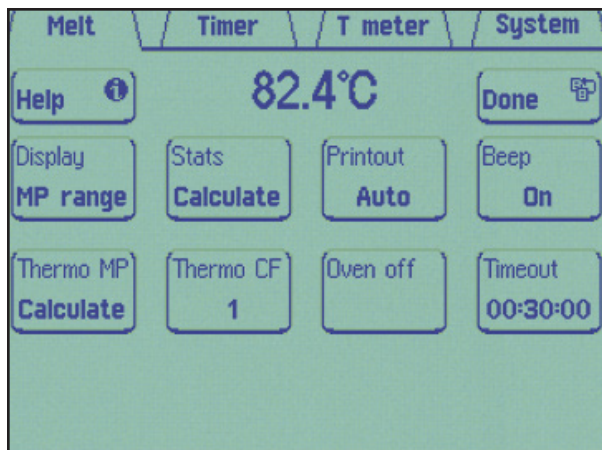 Melt Timer T meter System
Help 82.4°C Done
Display Stats Printout Beep
MP range Calculate Auto On
Thermo MP Thermo CF Oven off Timeout
Calculate 1 00:30:00